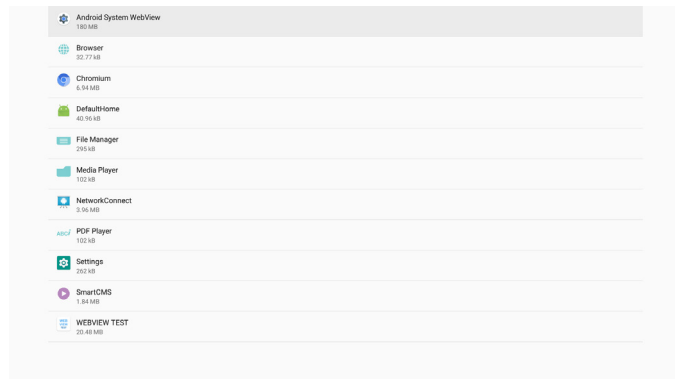 Android System WebView
180 MB
Browser
32.77 kB
Chromium
6.94 MB
DefaultHome
40.96 kB
File Manager
295 kB
Media Player
102 kB
NetworkConnect
3.96 MB
PDF Player
102 kB
Settings
262 kB
SmartCMS
1.84 MB
WEBVIEW TEST
20.48 MB